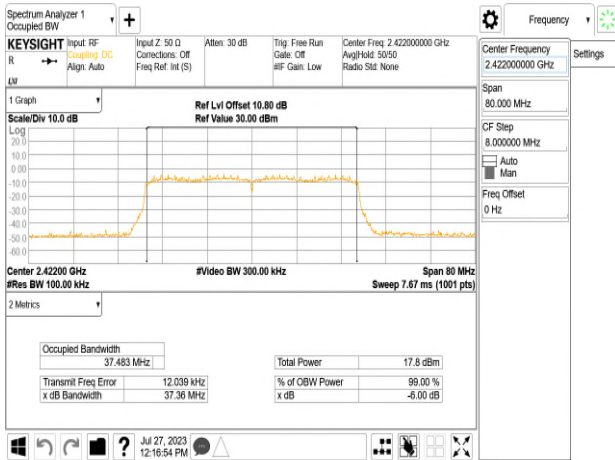 Spectrum Analyzer 1
Occupied BW
+
Frequency
KEYSIGHT
R
Input: RF
Coupling: DC
Align: Auto
Input Z: 50 Ω
Corrections: Off
Freq Ref: Int (S)
Atten: 30 dB
Trig: Free Run
Gate: Off
#IF Gain: Low
Center Freq: 2.422000000 GHz
Avg|Hold: 50/50
Radio Std: None
Center Frequency
2.422000000 GHz
Settings
Span
80.000 MHz
CF Step
8.000000 MHz
Auto
Man
Freq Offset
0 Hz
1 Graph
Scale/Div 10.0 dB
Ref Lvl Offset 10.80 dB
Ref Value 30.00 dBm
Log
20.0
10.0
0.00
-10.0
-20.0
-30.0
-40.0
-50.0
-60.0
Center 2.42200 GHz
#Res BW 100.00 kHz
#Video BW 300.00 kHz
Span 80 MHz
Sweep 7.67 ms (1001 pts)
2 Metrics
Occupied Bandwidth
37.483 MHz
Transmit Freq Error 12.039 kHz
x dB Bandwidth 37.36 MHz
Total Power 17.8 dBm
% of OBW Power 99.00 %
x dB -6.00 dB
?
Jul 27, 2023
12:16:54 PM